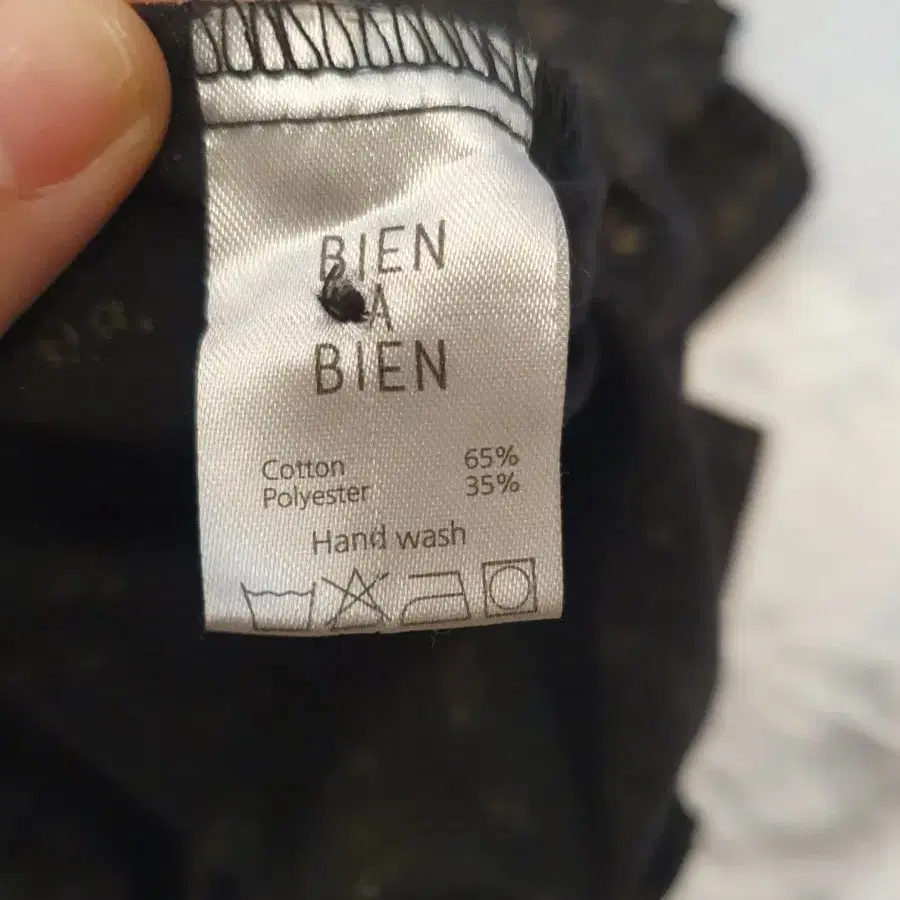 BIEN
A
BIEN
Cotton 65%
Polyester 35%
Hand wash